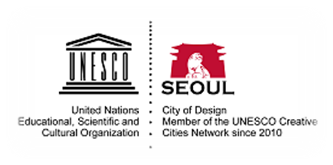 UNESCO
United Nations
Educational, Scientific and
Cultural Organization
SEOUL
City of Design
Member of the UNESCO Creative
Cities Network since 2010